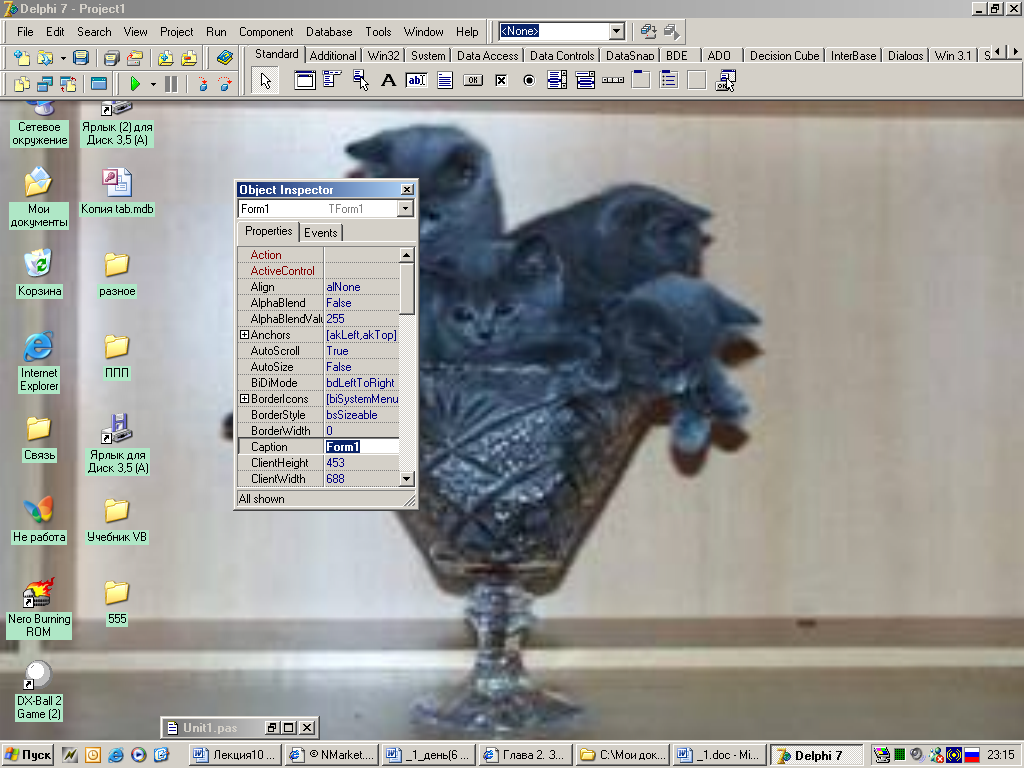 Delphi 7 - Project1
File Edit Search View Project Run Component Database Tools Window Help
<None>
Standard Additional Win32 System Data Access Data Controls DataSnap BDE ADO Decision Cube InterBase Dialogs Win 3.1 S
Сетевое
окружение
Ярлык (2) для
Диск 3,5 (A)
Мои
документы
Копия tab.mdb
Корзина
разное
Internet
Explorer
ППП
Связь
Ярлык для
Диск 3,5 (A)
Не работа
Учебник VB
Nero Burning
ROM
555
DX-Ball 2
Game (2)
Object Inspector
Form1 TForm1
Properties Events
Action
ActiveControl
Align alNone
AlphaBlend False
AlphaBlendValu 255
Anchors [akLeft,akTop]
AutoScroll True
AutoSize False
BiDiMode bdLeftToRight
BorderIcons [biSystemMenu
BorderStyle bsSizeable
BorderWidth 0
Caption Form1
ClientHeight 453
ClientWidth 688
All shown
Unit1.pas
Пуск
Лекция10 ...
© NMarket....
_1_день(6 ...
Глава 2. З...
C:\Мои док...
_1.doc - Mi...
Delphi 7
23:15